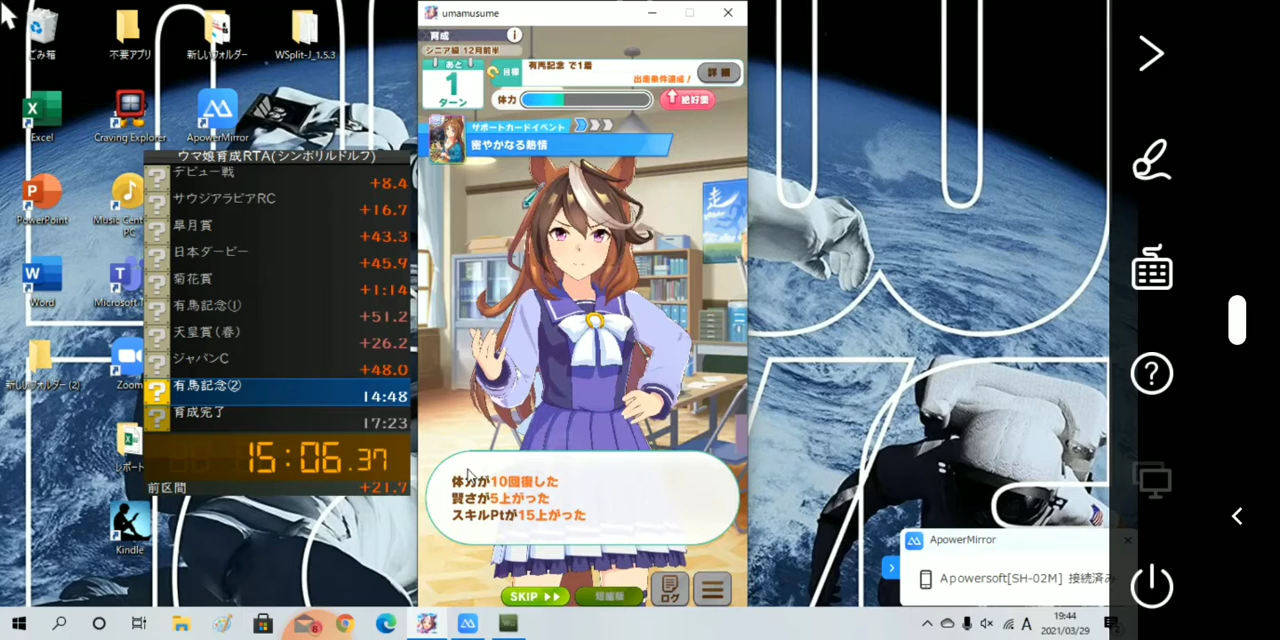 ごみ箱
不要アプリ
新しいフォルダー
WSplit-J_1.5.3
Excel
Craving Explorer
ApowerMirror
PowerPoint
Music Cent
PC
Word
Microsoft T
新しいフォルダー (2)
Zoom
レポート
Kindle
ウマ娘育成RTA(シンボリルドルフ)
デビュー戦
+8.4
サウジアラビアRC
+16.7
皐月賞
+43.3
日本ダービー
+45.9
菊花賞
+1:14
有馬記念①
+51.2
天皇賞(春)
+26.2
ジャパンC
+48.0
有馬記念②
14:48
育成完了
17:23
15:06.37
前区間
+21.7
umamusume
育成
シニア級 12月前半
あと
1
ターン
目標
有馬記念 で1着
出走条件達成!
詳細
体力
絶好調
サポートカードイベント
密やかなる熱情
走
体力が10回復した
賢さが5上がった
スキルPtが15上がった
SKIP
短縮版
ログ
ApowerMirror
Apowersoft[SH-02M] 接続済み
6
A
19:44
2021/03/29